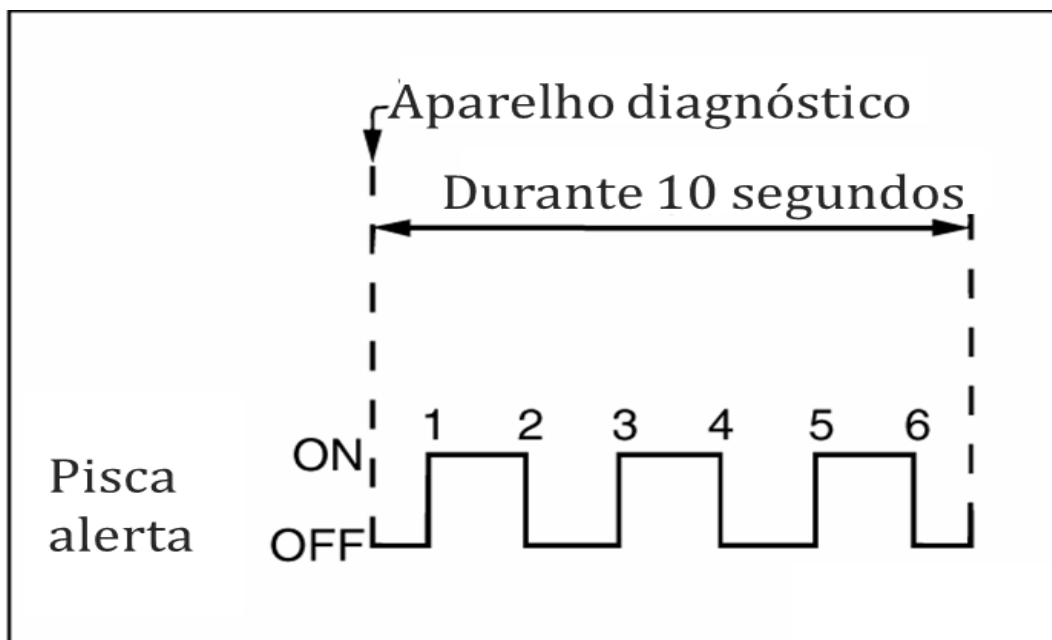 Aparelho diagnóstico
Durante 10 segundos
1 2 3 4 5 6
ON
Pisca
alerta
OFF